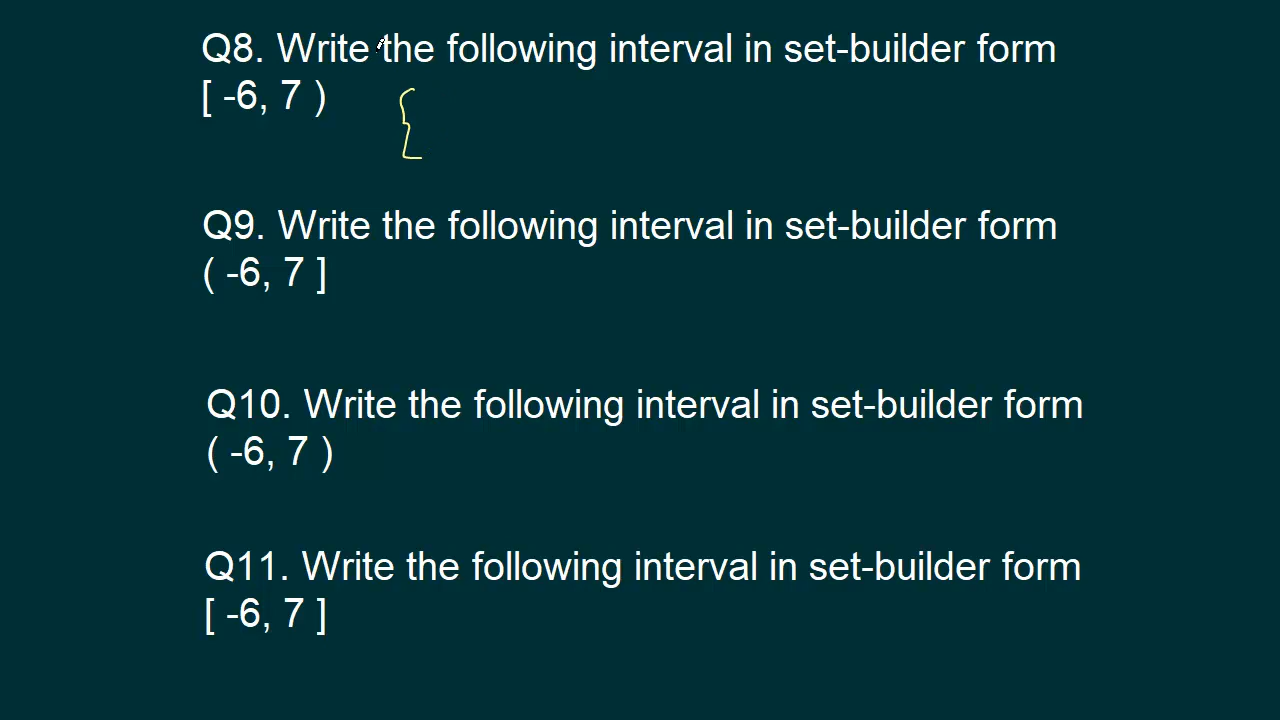 Q8. Write the following interval in set-builder form
[ -6, 7 )
{
Q9. Write the following interval in set-builder form
( -6, 7 ]
Q10. Write the following interval in set-builder form
( -6, 7 )
Q11. Write the following interval in set-builder form
[ -6, 7 ]